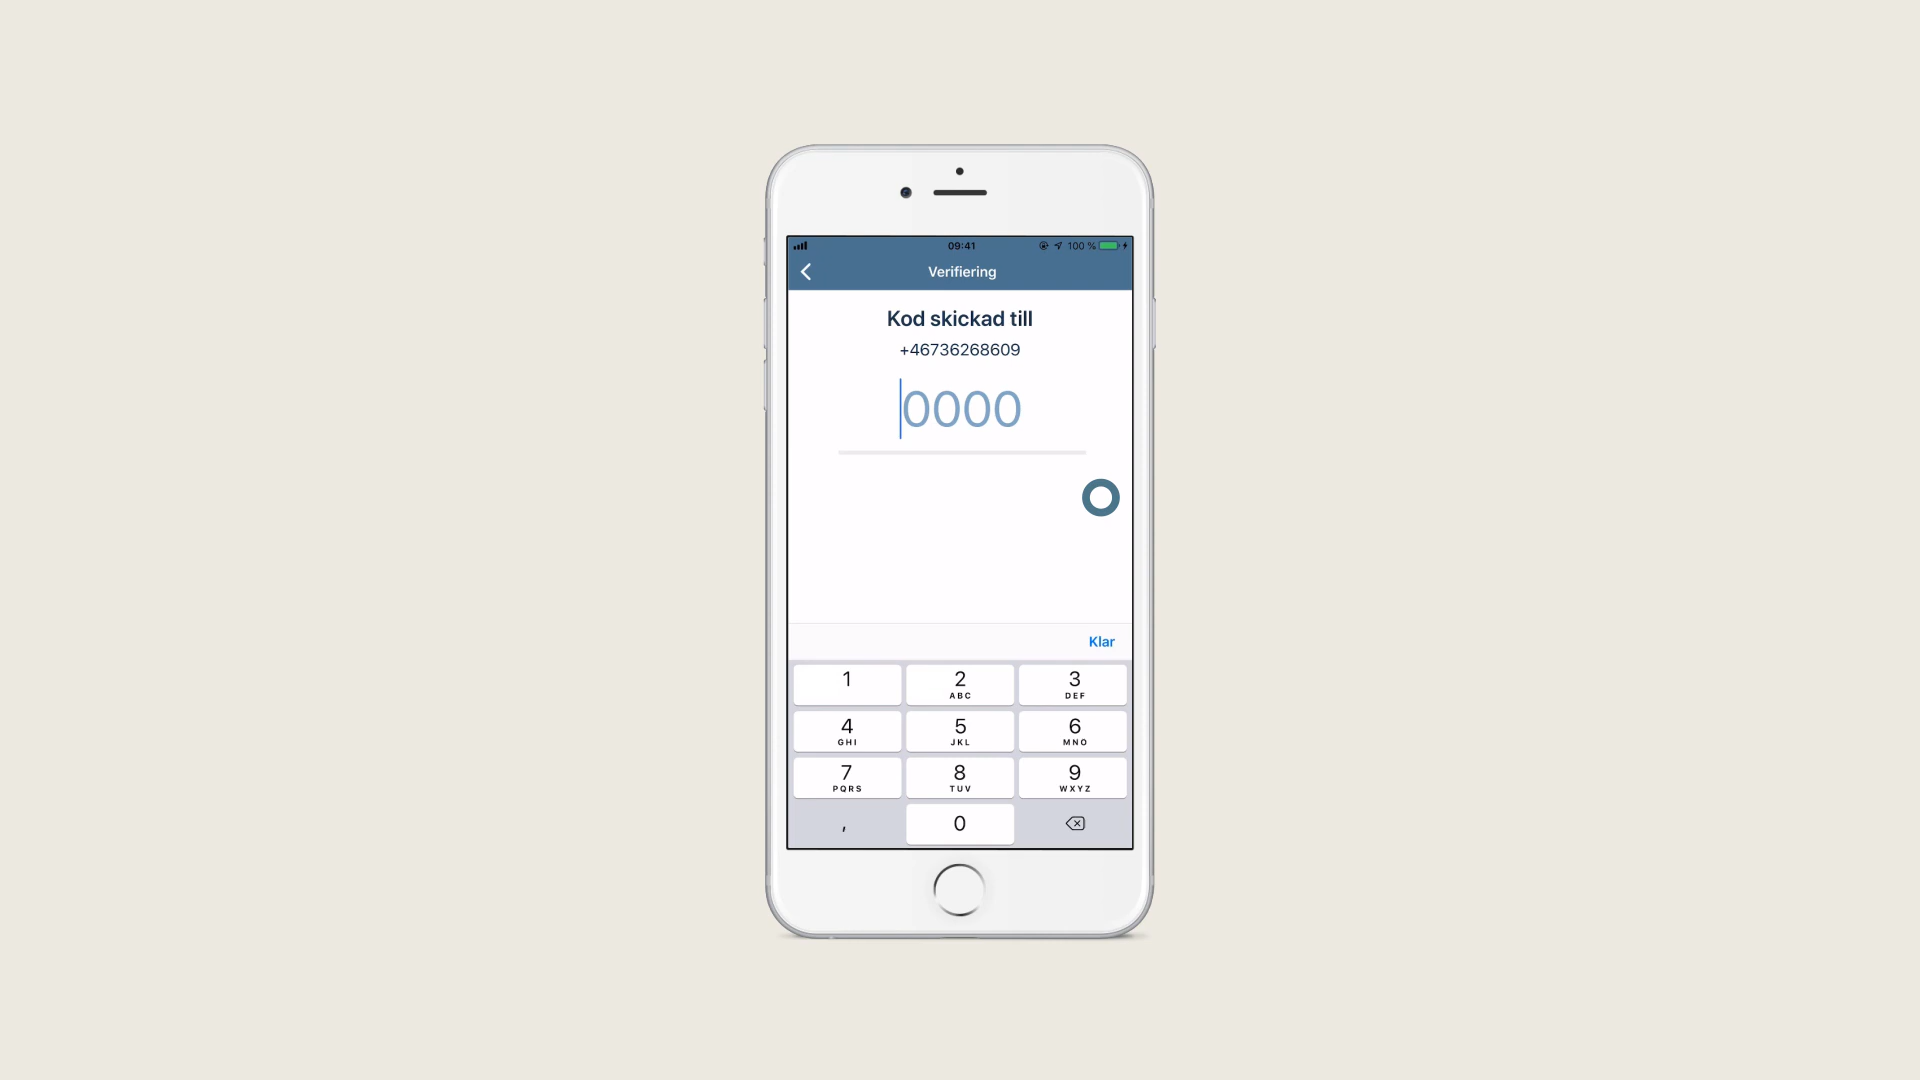 09:41
100 %
Verifiering
Kod skickad till
+46736268609
0000
Klar
1
2
ABC
3
DEF
4
GHI
5
JKL
6
MNO
7
PQRS
8
TUV
9
WXYZ
,
0